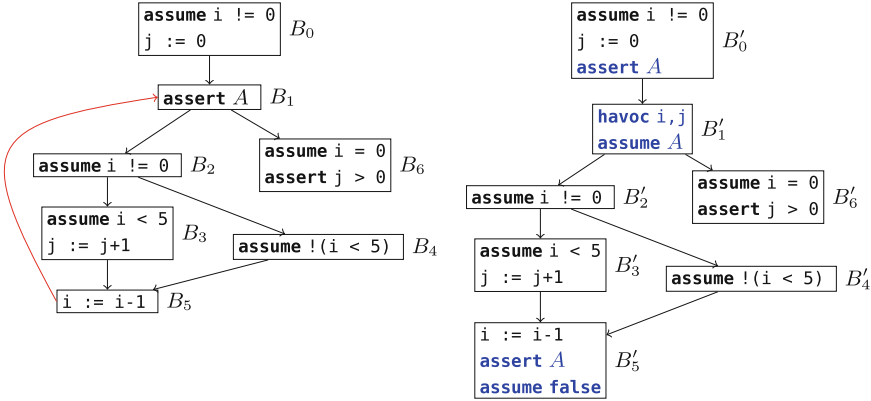 assume i != 0
j := 0
B0
assert A
B1
assume i != 0
B2
assume i = 0
assert j > 0
B6
assume i < 5
j := j+1
B3
assume !(i < 5)
B4
i := i-1
B5
assume i != 0
j := 0
assert A
B′0
havoc i,j
assume A
B′1
assume i != 0
B′2
assume i = 0
assert j > 0
B′6
assume i < 5
j := j+1
B′3
assume !(i < 5)
B′4
i := i-1
assert A
assume false
B′5